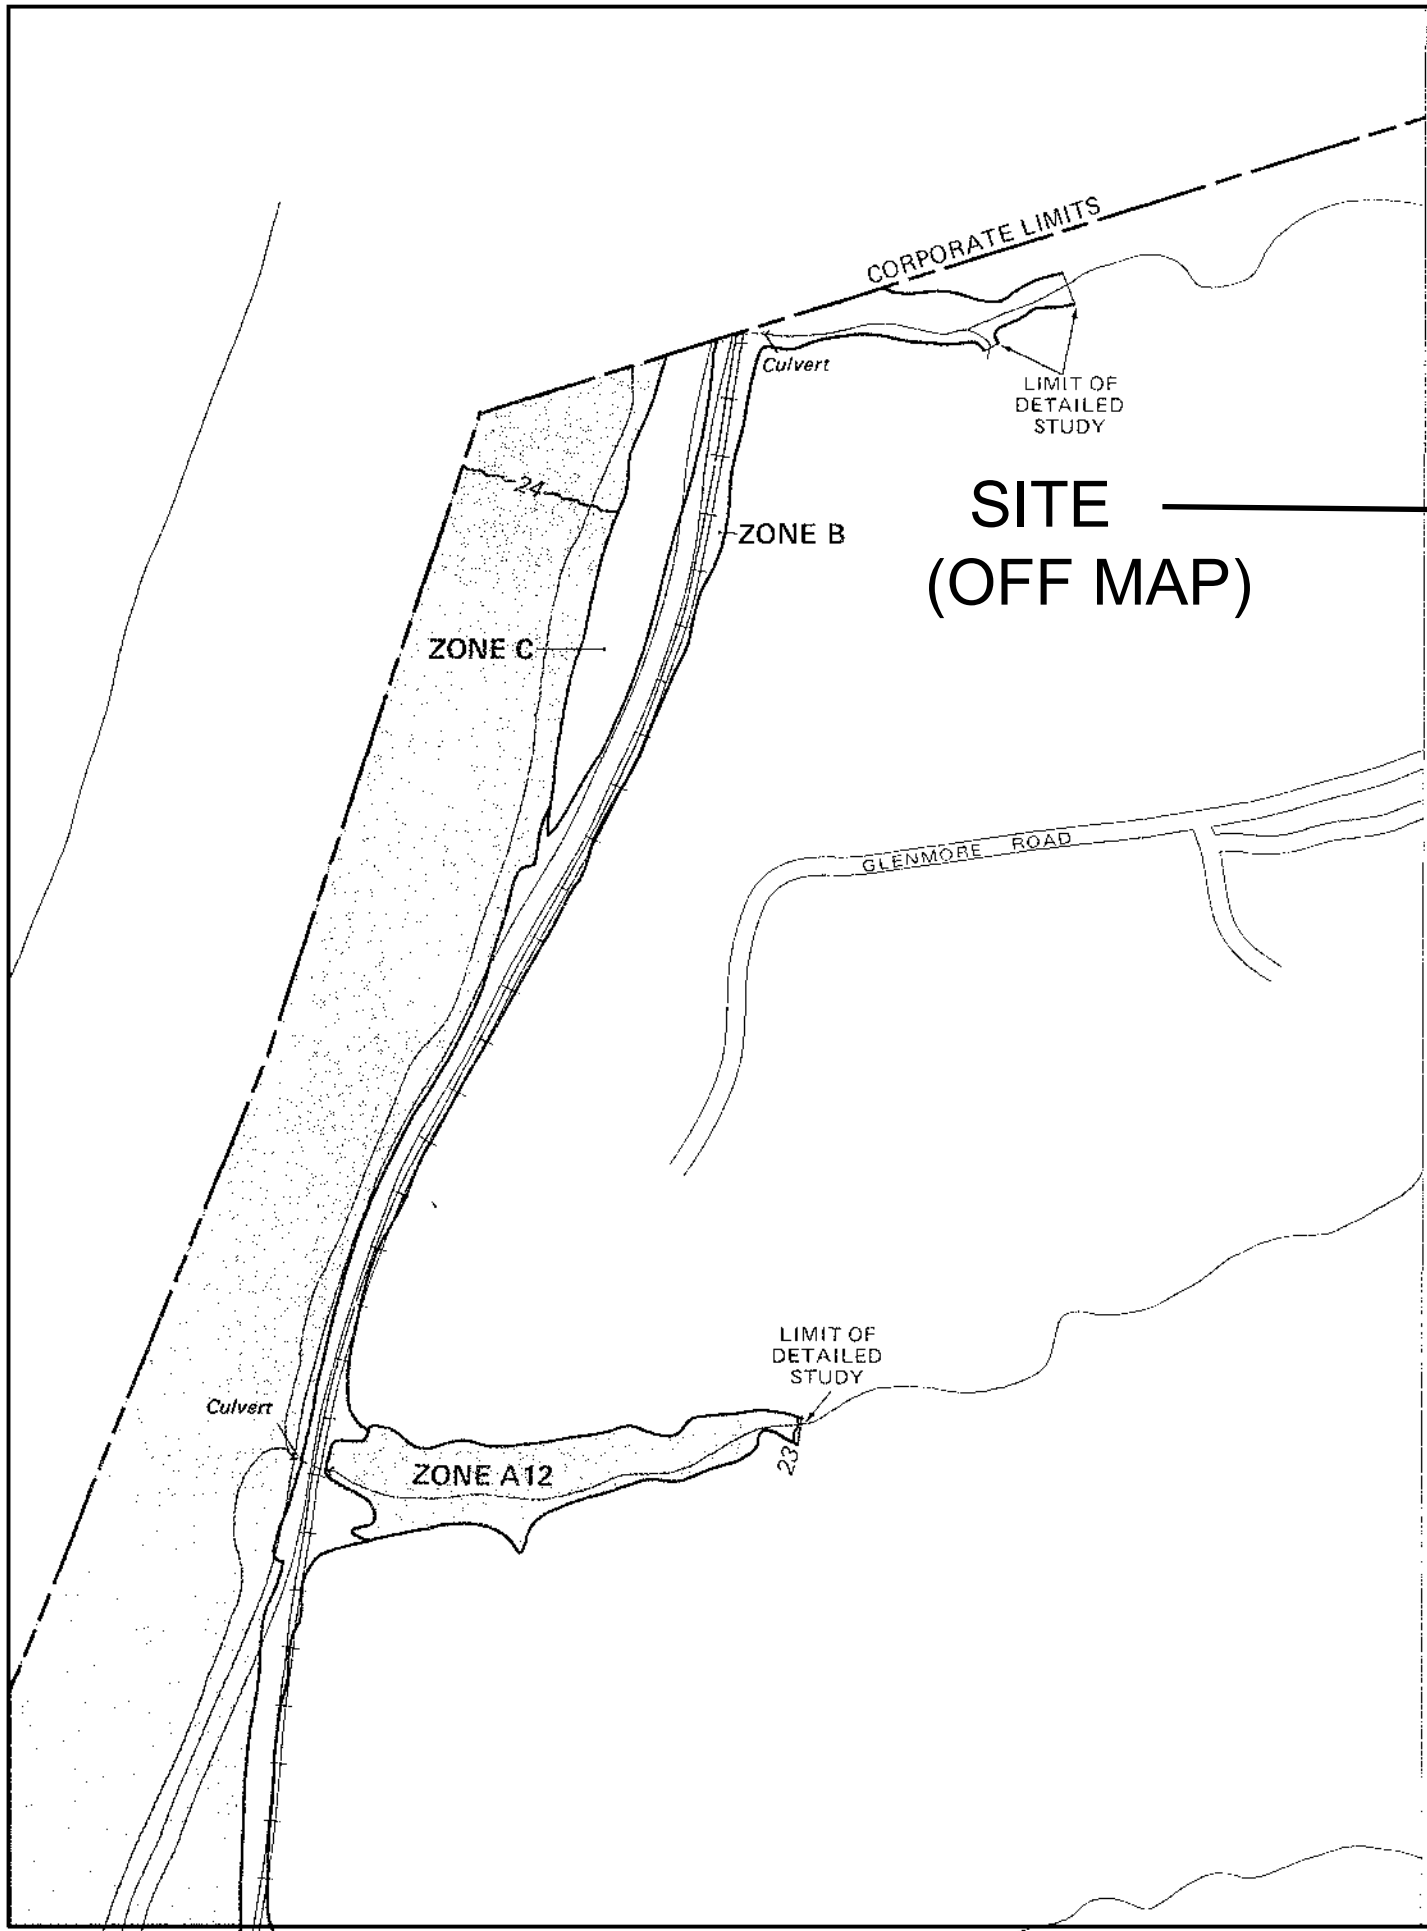 CORPORATE LIMITS
Culvert
LIMIT OF
DETAILED
STUDY
24
SITE
(OFF MAP)
ZONE B
ZONE C
GLENMORE ROAD
LIMIT OF
DETAILED
STUDY
Culvert
23
ZONE A12